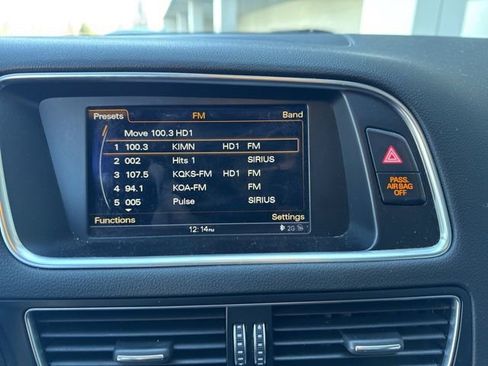 Presets FM Band
Move 100.3 HD1
1 100.3 KIMN HD1 FM
2 002 Hits 1 SIRIUS
3 107.5 KQKS-FM HD1 FM
4 94.1 KOA-FM FM
5 005 Pulse SIRIUS
Functions Settings
12:14PM 2G
PASS.
AIR BAG
OFF